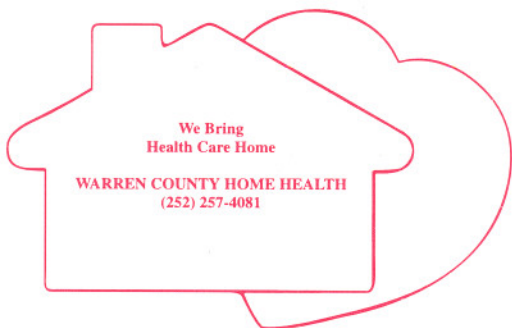 We Bring
Health Care Home
WARREN COUNTY HOME HEALTH
(252) 257-4081